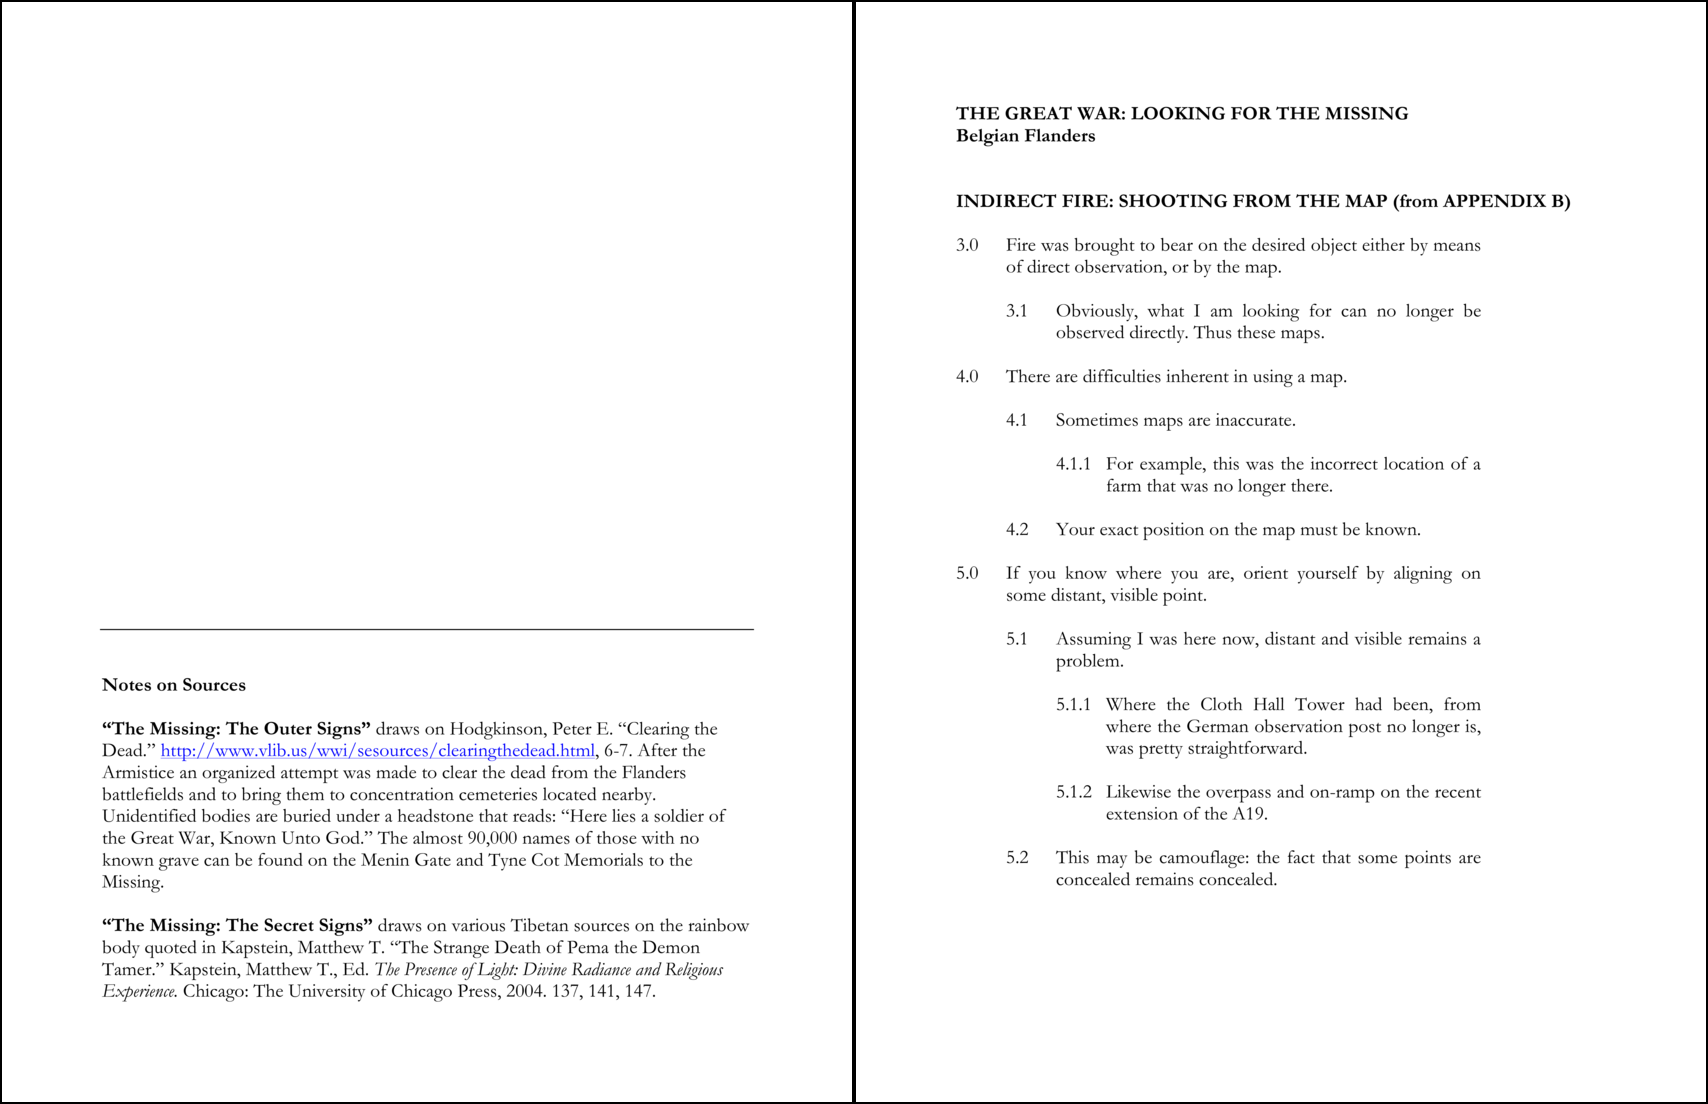 Notes on Sources
“The Missing: The Outer Signs” draws on Hodgkinson, Peter E. “Clearing the
Dead.” http://www.vlib.us/wwi/sesources/clearingthedead.html, 6-7. After the
Armistice an organized attempt was made to clear the dead from the Flanders
battlefields and to bring them to concentration cemeteries located nearby.
Unidentified bodies are buried under a headstone that reads: “Here lies a soldier of
the Great War, Known Unto God.” The almost 90,000 names of those with no
known grave can be found on the Menin Gate and Tyne Cot Memorials to the
Missing.
“The Missing: The Secret Signs” draws on various Tibetan sources on the rainbow
body quoted in Kapstein, Matthew T. “The Strange Death of Pema the Demon
Tamer.” Kapstein, Matthew T., Ed. The Presence of Light: Divine Radiance and Religious
Experience. Chicago: The University of Chicago Press, 2004. 137, 141, 147.
THE GREAT WAR: LOOKING FOR THE MISSING
Belgian Flanders
INDIRECT FIRE: SHOOTING FROM THE MAP (from APPENDIX B)
3.0 Fire was brought to bear on the desired object either by means
of direct observation, or by the map.
3.1 Obviously, what I am looking for can no longer be
observed directly. Thus these maps.
4.0 There are difficulties inherent in using a map.
4.1 Sometimes maps are inaccurate.
4.1.1 For example, this was the incorrect location of a
farm that was no longer there.
4.2 Your exact position on the map must be known.
5.0 If you know where you are, orient yourself by aligning on
some distant, visible point.
5.1 Assuming I was here now, distant and visible remains a
problem.
5.1.1 Where the Cloth Hall Tower had been, from
where the German observation post no longer is,
was pretty straightforward.
5.1.2 Likewise the overpass and on-ramp on the recent
extension of the A19.
5.2 This may be camouflage: the fact that some points are
concealed remains concealed.